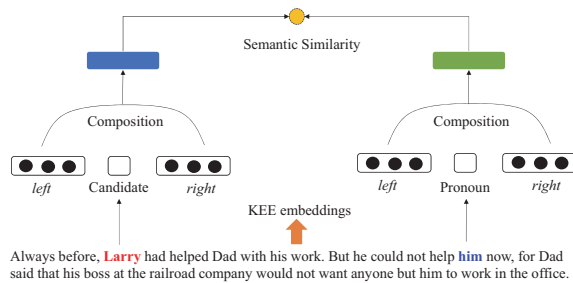 Semantic Similarity
Composition
Composition
left
Candidate
right
left
Pronoun
right
KEE embeddings
Always before, Larry had helped Dad with his work. But he could not help him now, for Dad
said that his boss at the railroad company would not want anyone but him to work in the office.